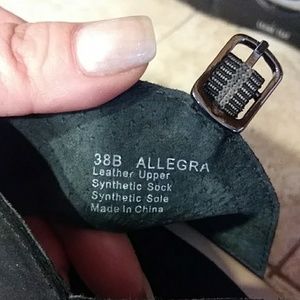 38B ALLEGRA
Leather Upper
Synthetic Sock
Synthetic Sole
Made In China